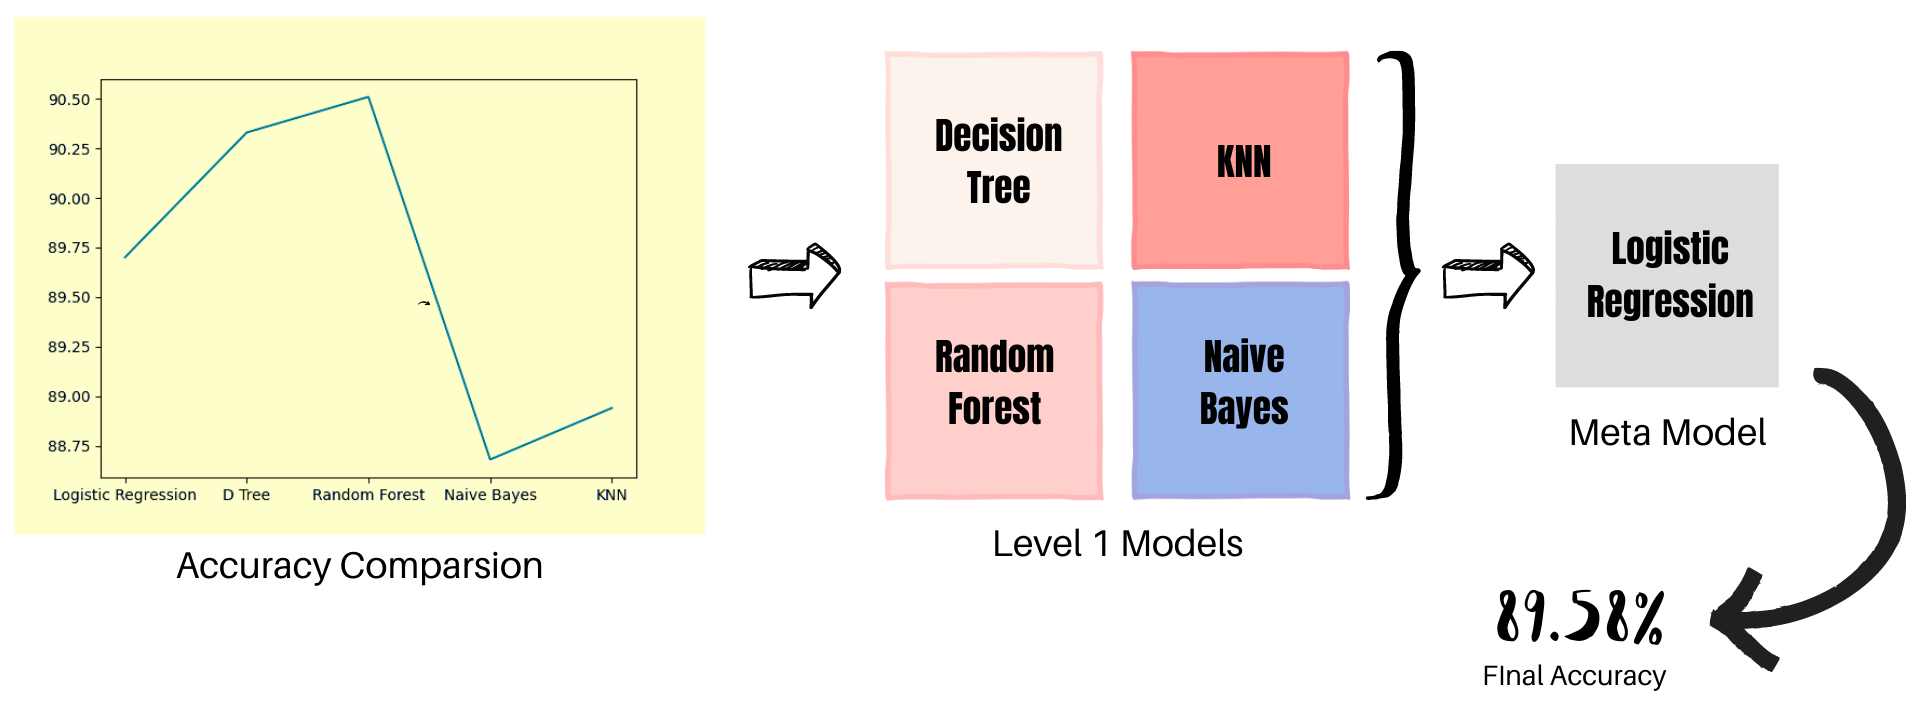 90.50
90.25
90.00
89.75
89.50
89.25
89.00
88.75
Logistic Regression D Tree Random Forest Naive Bayes KNN
Accuracy Comparsion
Decision
Tree
KNN
Random
Forest
Naive
Bayes
Level 1 Models
Logistic
Regression
Meta Model
89.58%
FInal Accuracy